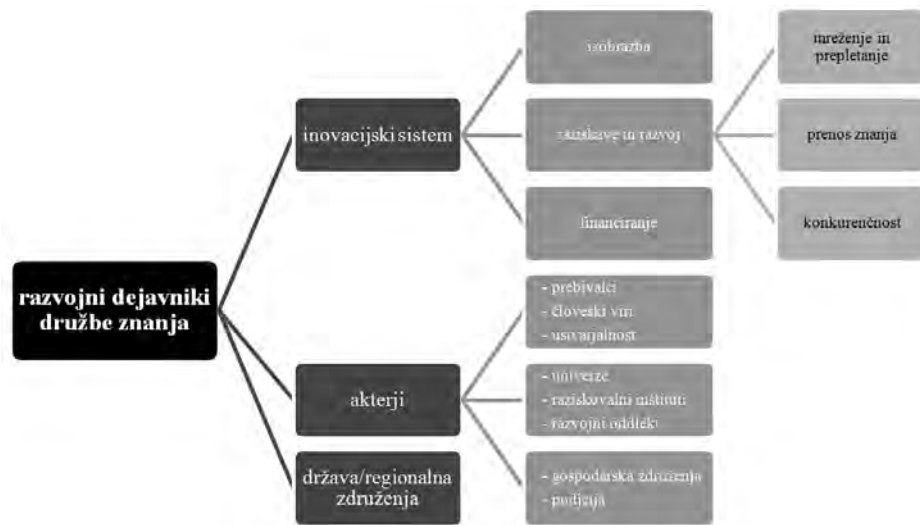 razvojni dejavniki
družbe znanja
inovacijski sistem
izobrazba
raziskave in razvoj
mreženje in
prepletanje
prenos znanja
konkurenčnost
financiranje
akterji
- prebivalci
- človeški viri
- ustvarjalnost
- univerze
- raziskovalni inštituti
- razvojni oddelki
- gospodarska združenja
- podjetja
država/regionalna
združenja